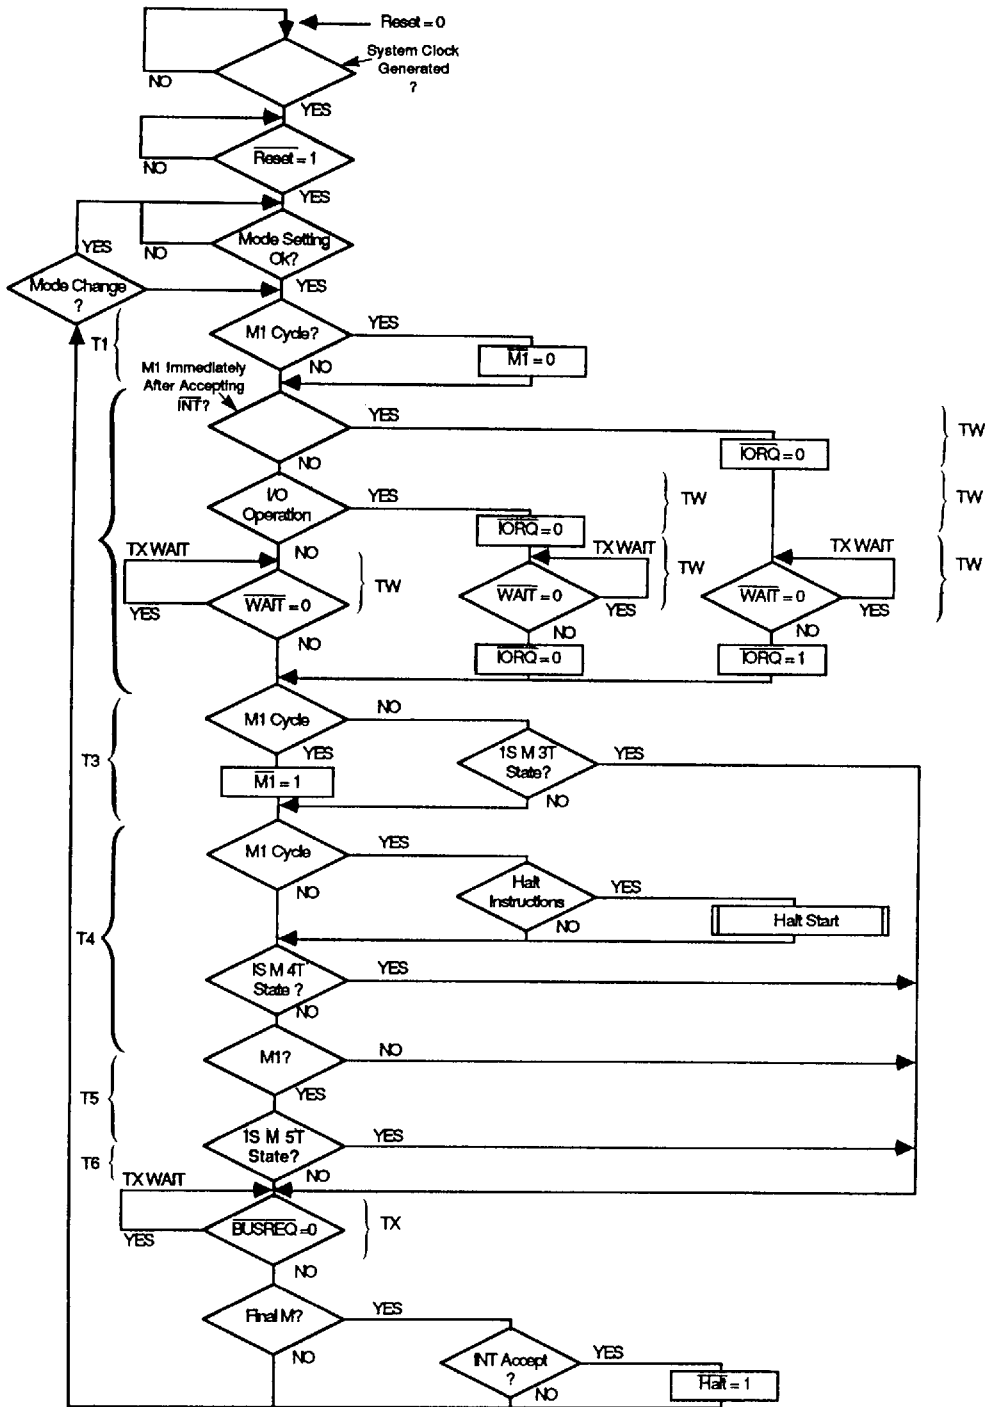 Reset = 0
System Clock
Generated
?
NO
YES
Reset = 1
NO
YES
YES
Mode Setting
Ok?
NO
Mode Change
?
YES
T1
M1 Cycle?
YES
M1 = 0
NO
M1 Immediately
After Accepting
INT?
YES
NO
IORQ = 0
TW
I/O
Operation
YES
IORQ = 0
TW
TW
NO
TX WAIT
TX WAIT
TX WAIT
WAIT = 0
YES
TW
WAIT = 0
YES
TW
WAIT = 0
YES
TW
NO
NO
NO
IORQ = 0
IORQ = 1
T3
M1 Cycle
NO
YES
1S M 3T
State?
YES
M1 = 1
NO
T4
M1 Cycle
YES
NO
Halt
Instructions
YES
Halt Start
NO
IS M 4T
State ?
YES
NO
M1?
NO
T5
YES
1S M 5T
State?
YES
T6
NO
TX WAIT
BUSREQ =0
YES
TX
NO
Final M?
YES
NO
INT Accept
?
YES
NO
Halt = 1